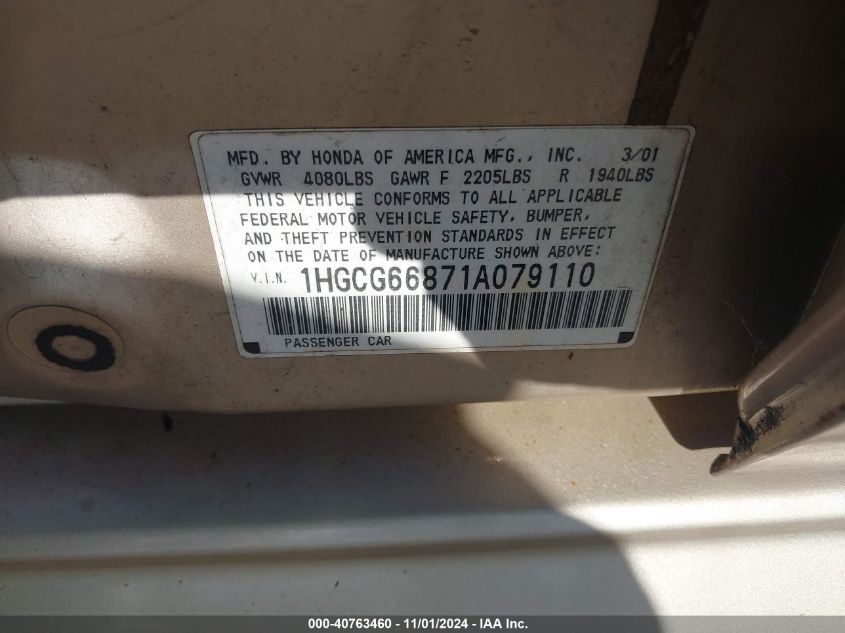 MFD. BY HONDA OF AMERICA MFG., INC. 3/01
GVWR 4080LBS GAWR F 2205LBS R 1940LBS
THIS VEHICLE CONFORMS TO ALL APPLICABLE
FEDERAL MOTOR VEHICLE SAFETY, BUMPER,
AND THEFT PREVENTION STANDARDS IN EFFECT
ON THE DATE OF MANUFACTURE SHOWN ABOVE:
V.I.N. 1HGCG66871A079110
PASSENGER CAR
000-40763460 - 11/01/2024 - IAA Inc.